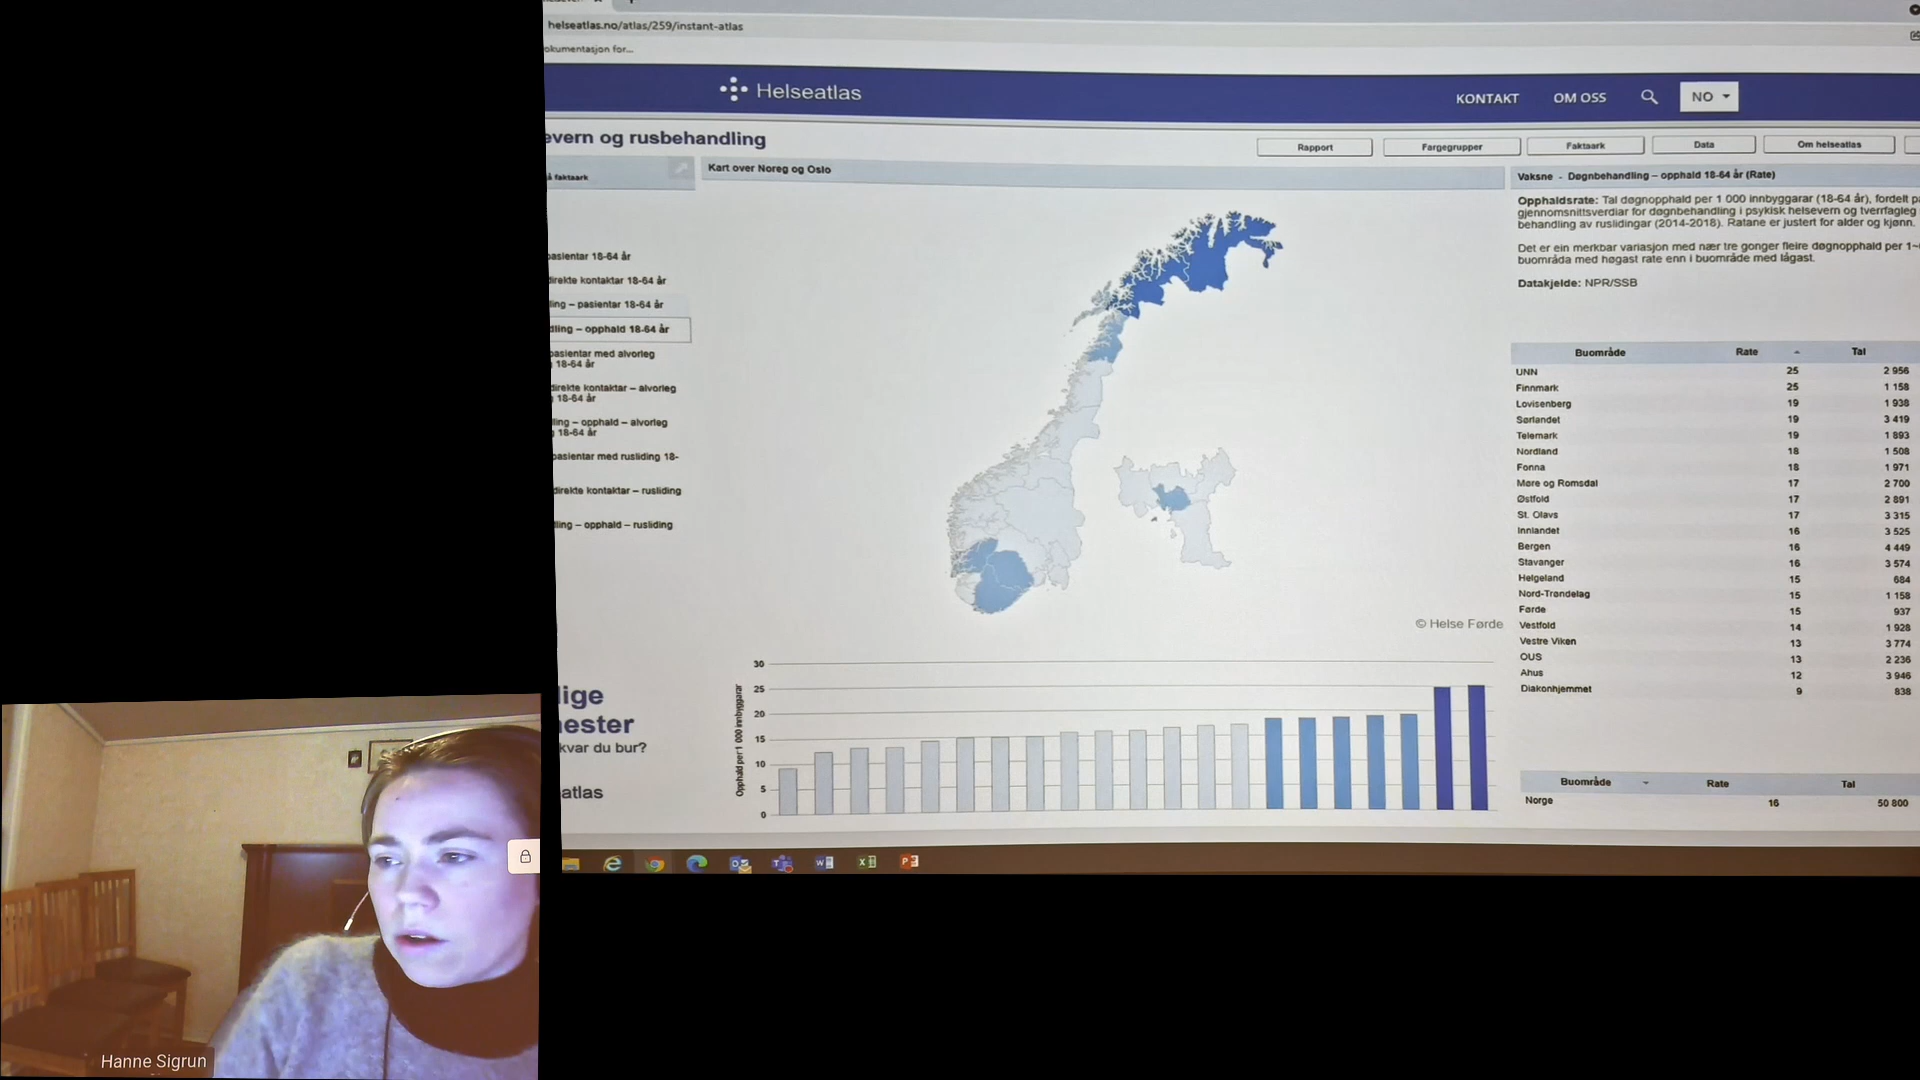 helseatlas.no/atlas/259/instant-atlas
okumentasjon for...
Helseatlas
KONTAKT OM OSS NO
evern og rusbehandling
Rapport Fargegrupper Faktaark Data Om helseatlas
å faktaark
Kart over Noreg og Oslo
pasientar 18-64 år
direkte kontaktar 18-64 år
ling – pasientar 18-64 år
dling – opphald 18-64 år
pasientar med alvorleg
18-64 år
direkte kontaktar – alvorleg
18-64 år
ling – opphald – alvorleg
18-64 år
pasientar med rusliding 18-
direkte kontaktar – rusliding
ling – opphald – rusliding
© Helse Førde
lige
nester
kvar du bur?
atlas
Opphald per 1 000 innbyggarar
30
25
20
15
10
5
0
Vaksne - Døgnbehandling – opphald 18-64 år (Rate)
Opphaldsrate: Tal døgnopphald per 1 000 innbyggarar (18-64 år), fordelt på
gjennomsnittsverdiar for døgnbehandling i psykisk helsevern og tverrfagleg
behandling av ruslidingar (2014-2018). Ratane er justert for alder og kjønn.
Det er ein merkbar variasjon med nær tre gonger fleire døgnopphald per 1
buområda med høgast rate enn i buområde med lågast.
Datakjelde: NPR/SSB
Buområde Rate Tal
UNN 25 2 956
Finnmark 25 1 158
Lovisenberg 19 1 938
Sørlandet 19 3 419
Telemark 19 1 893
Nordland 18 1 508
Fonna 18 1 971
Møre og Romsdal 17 2 700
Østfold 17 2 891
St. Olavs 17 3 315
Innlandet 16 3 525
Bergen 16 4 449
Stavanger 16 3 574
Helgeland 15 684
Nord-Trøndelag 15 1 158
Førde 15 937
Vestfold 14 1 928
Vestre Viken 13 3 774
OUS 13 2 236
Ahus 12 3 946
Diakonhjemmet 9 838
Buområde Rate Tal
Norge 16 50 800
Hanne Sigrun